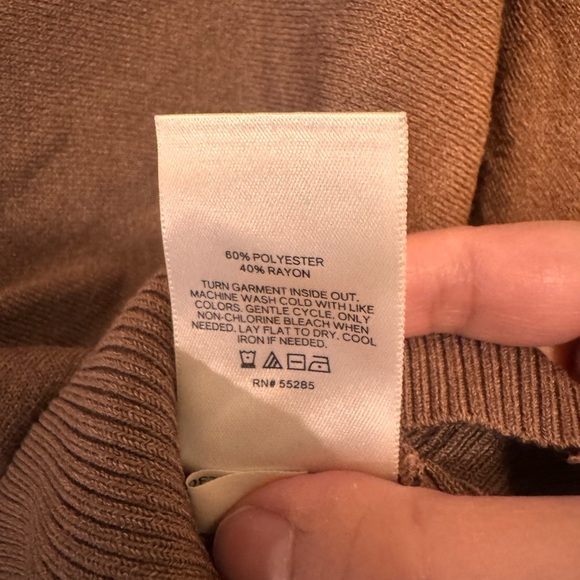 60% POLYESTER
40% RAYON
TURN GARMENT INSIDE OUT.
MACHINE WASH COLD WITH LIKE
COLORS. GENTLE CYCLE. ONLY
NON-CHLORINE BLEACH WHEN
NEEDED. LAY FLAT TO DRY. COOL
IRON IF NEEDED.
RN# 55285